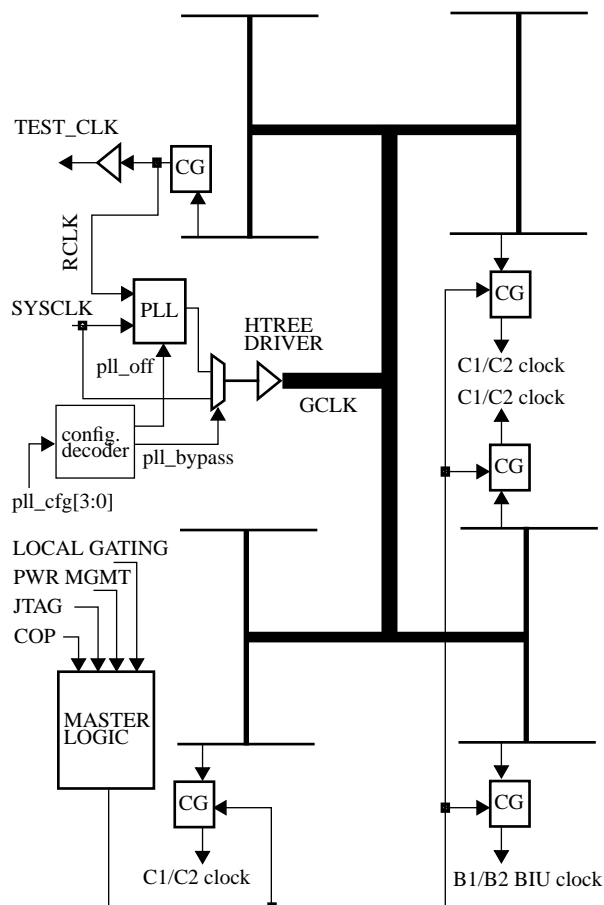 TEST_CLK
CG
RCLK
SYSCLK
PLL
HTREE
DRIVER
pll_off
GCLK
config.
decoder
pll_bypass
pll_cfg[3:0]
CG
C1/C2 clock
C1/C2 clock
CG
LOCAL GATING
PWR MGMT
JTAG
COP
MASTER
LOGIC
CG
C1/C2 clock
CG
B1/B2 BIU clock